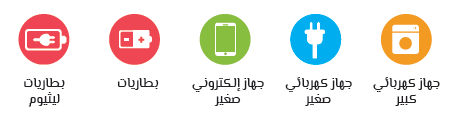 جهاز كهربائي
كبير
جهاز كهربائي
صغير
جهاز إلكتروني
صغير
بطاريات
بطاريات
ليثيوم